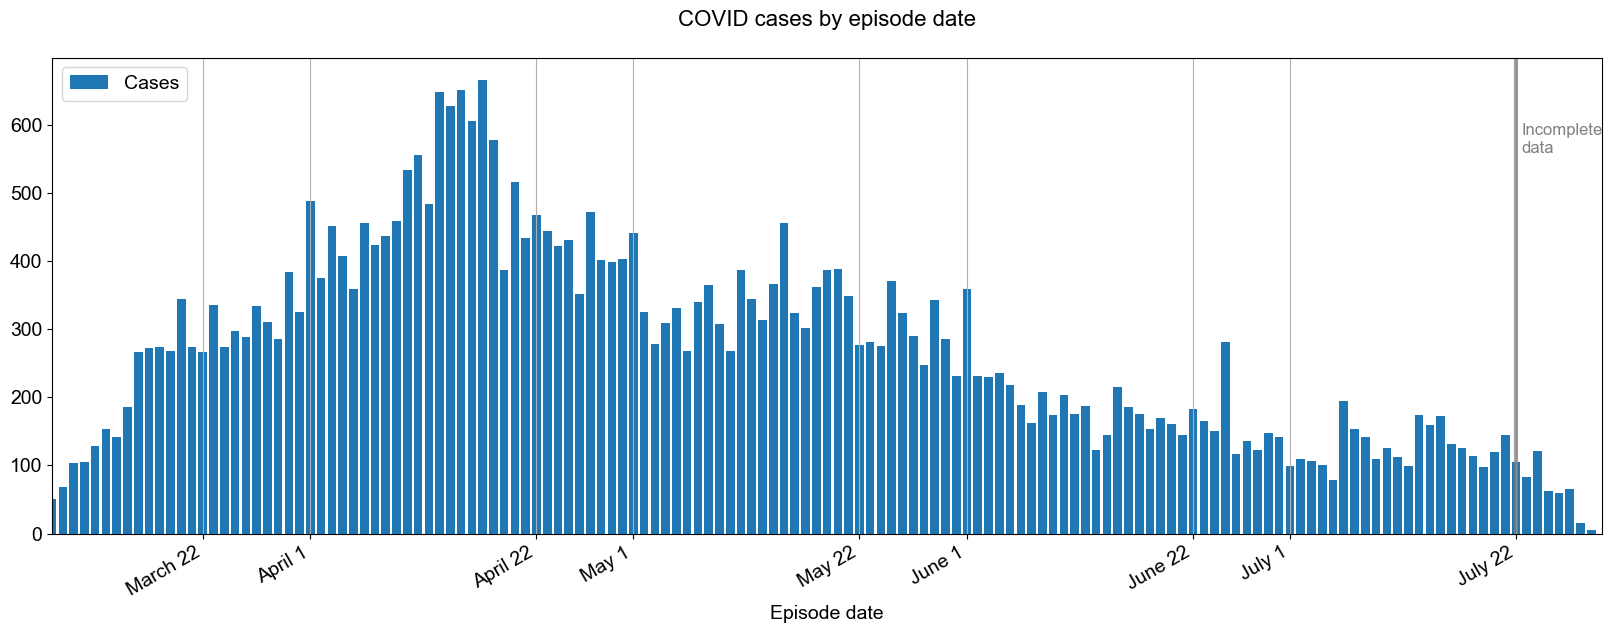 COVID cases by episode date
Cases
600
500
400
300
200
100
0
Incomplete
data
March 22
April 1
April 22
May 1
May 22
June 1
June 22
July 1
July 22
Episode date